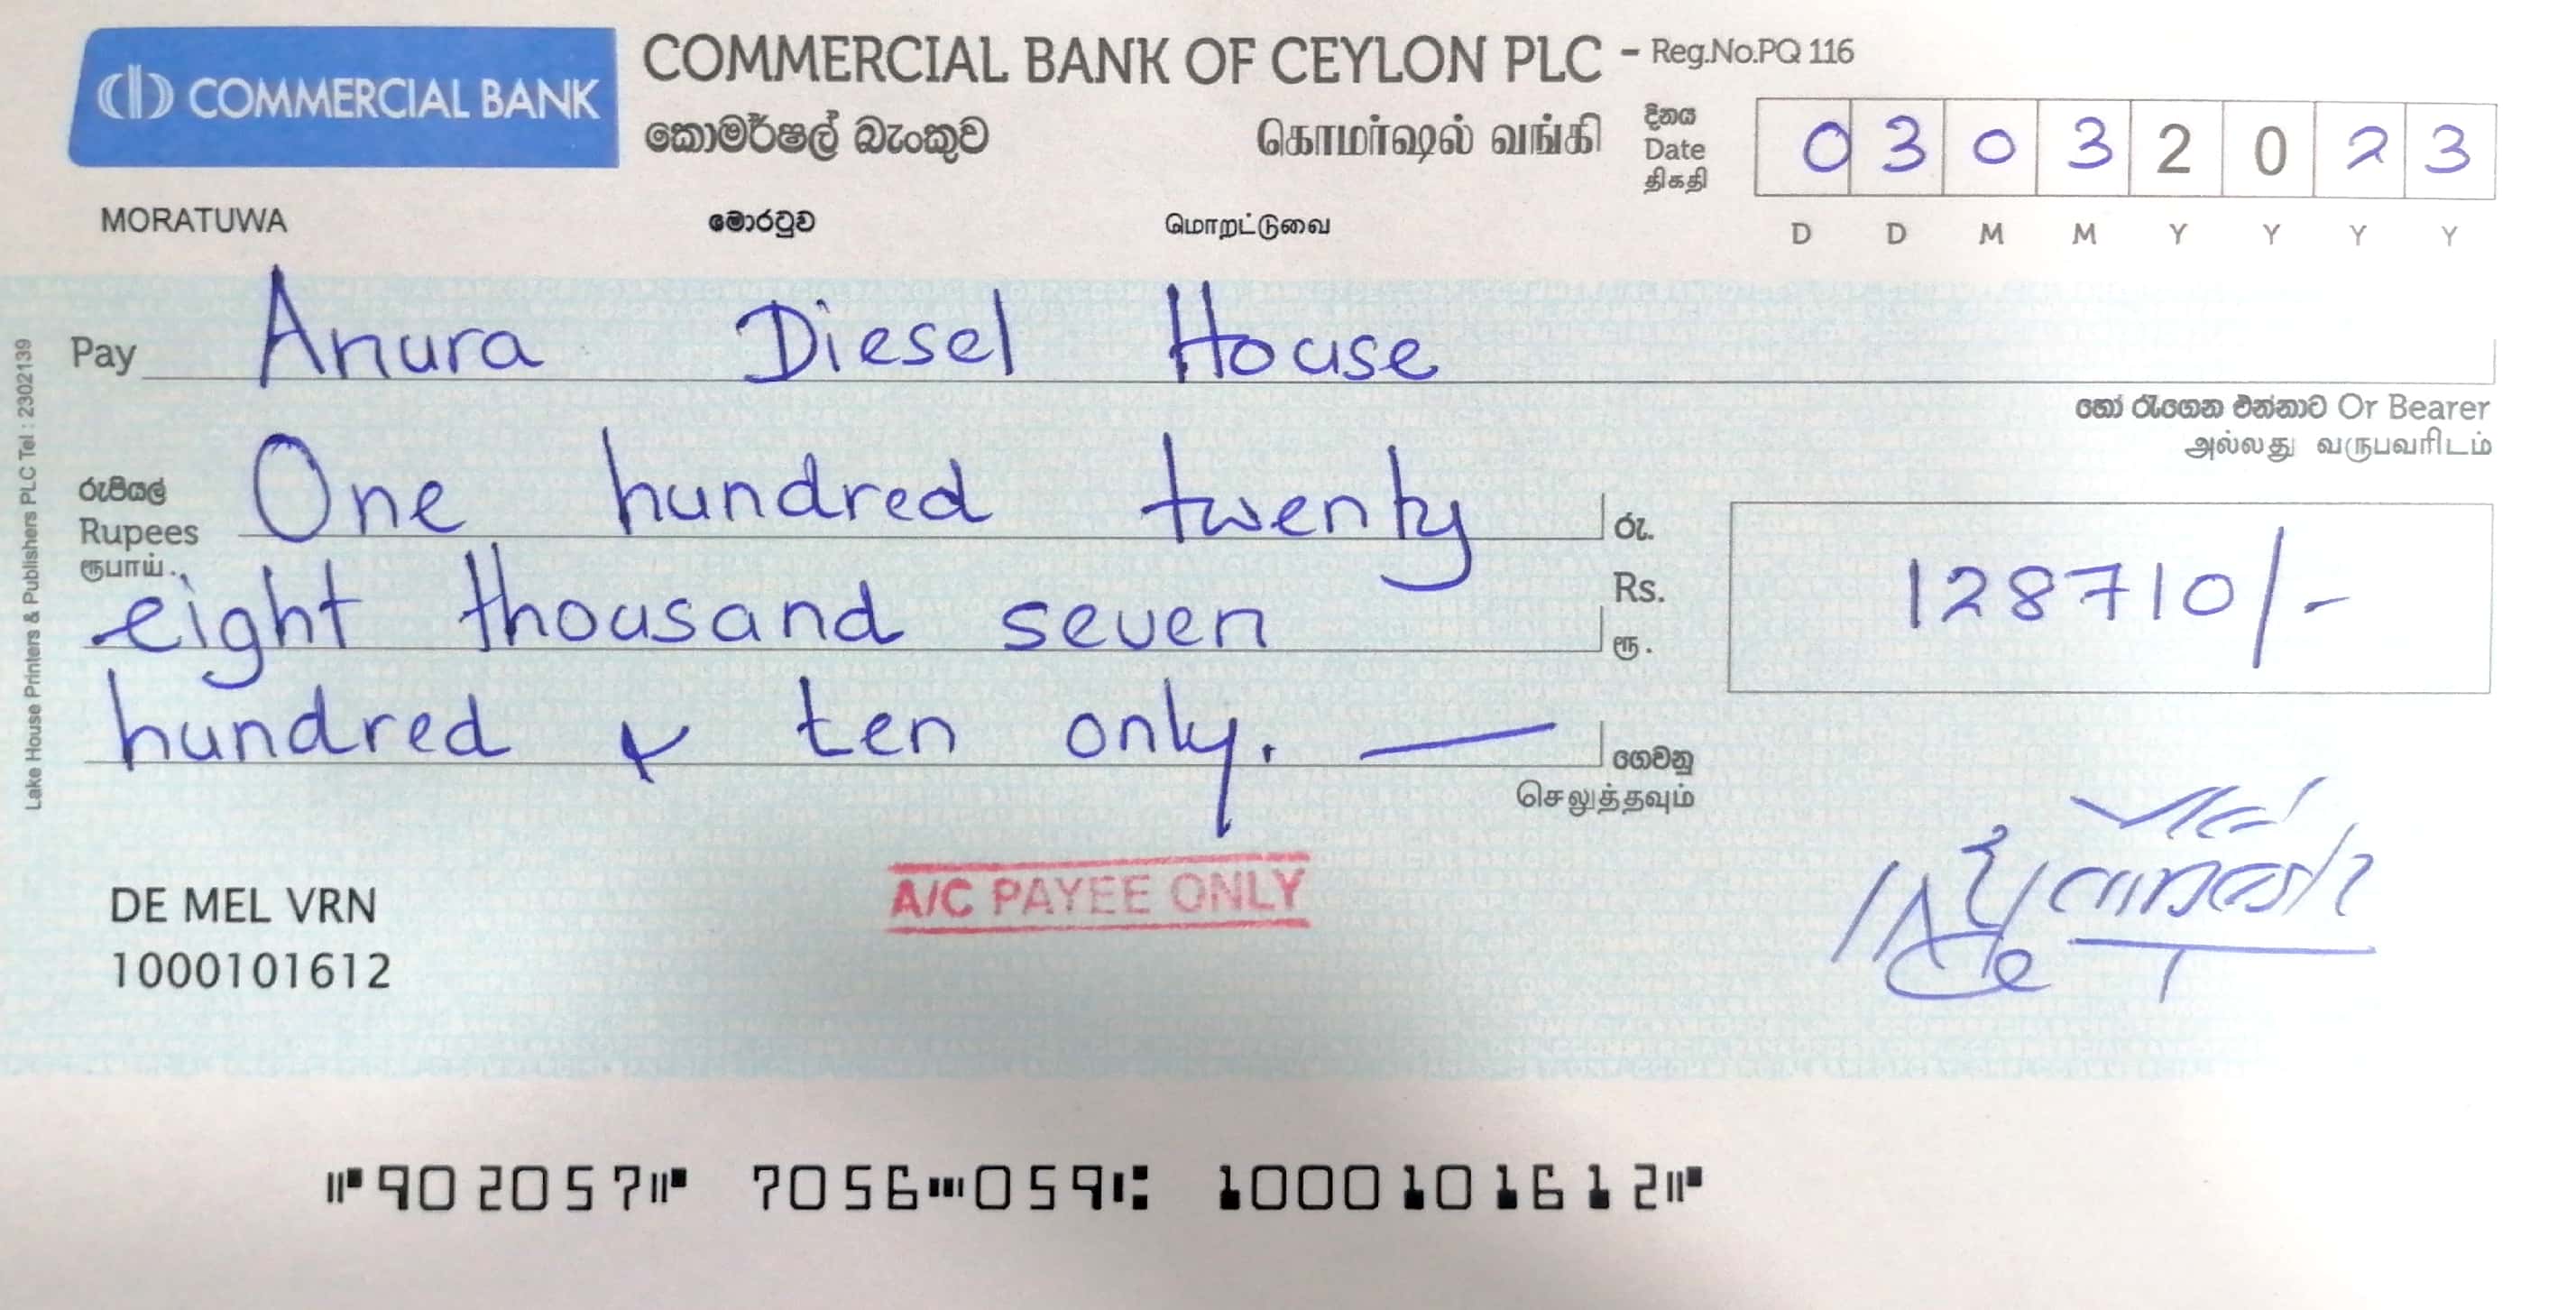 COMMERCIAL BANK
COMMERCIAL BANK OF CEYLON PLC - Reg.No.PQ 116
කොමර්ෂල් බැංකුව கொமர்ஷல் வங்கி
දිනය
Date
திகதி
0 3 0 3 2 0 2 3
D D M M Y Y Y Y
MORATUWA මොරටුව மொறட்டுவை
Pay Anura Diesel House
හෝ රැගෙන එන්නාට Or Bearer
அல்லது வருபவரிடம்
රුපියල්
Rupees
ரூபாய்
One hundred twenty
eight thousand seven
hundred & ten only. —
රු.
Rs.
ரூ.
128710/-
ගෙවනු
செலுத்தவும்
A/C PAYEE ONLY
DE MEL VRN
1000101612
902057 7056 059 1000101612
Lake House Printers & Publishers PLC Tel : 2302139